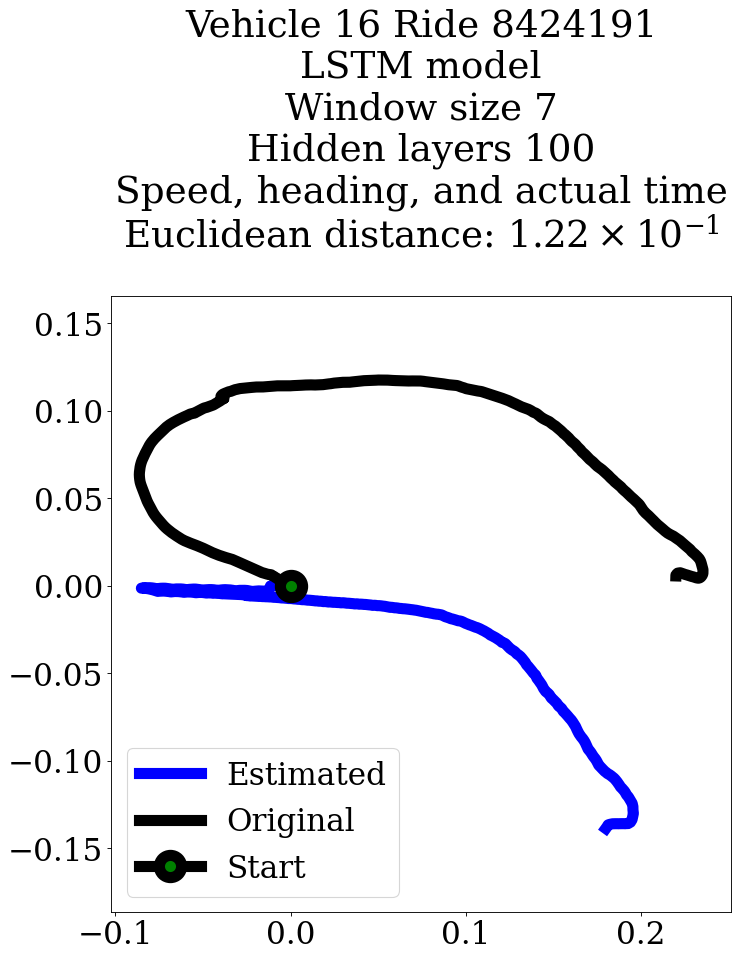 Vehicle 16 Ride 8424191
LSTM model
Window size 7
Hidden layers 100
Speed, heading, and actual time
Euclidean distance: 1.22 × 10⁻¹
0.15
0.10
0.05
0.00
−0.05
−0.10
−0.15
Estimated
Original
Start
−0.1
0.0
0.1
0.2